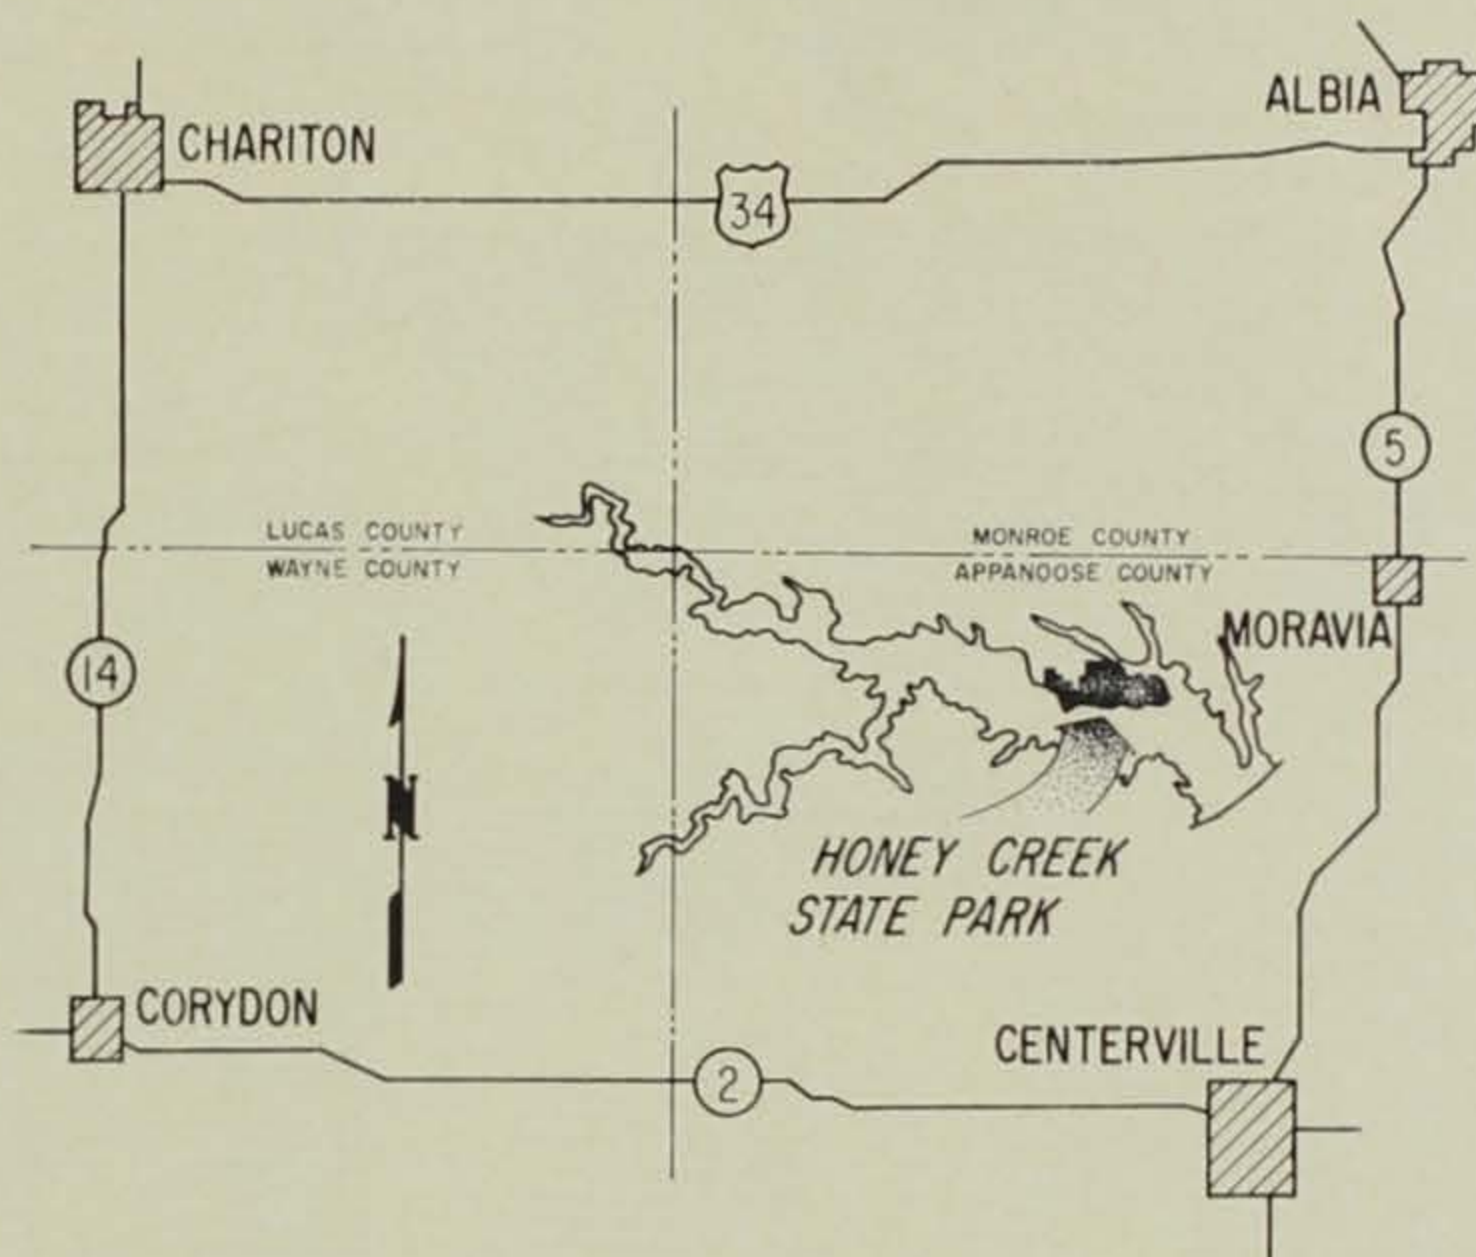 ALBIA
CHARITON
34
5
LUCAS COUNTY
MONROE COUNTY
WAYNE COUNTY
APPANOOSE COUNTY
MORAVIA
14
N
HONEY CREEK
STATE PARK
CORYDON
CENTERVILLE
2